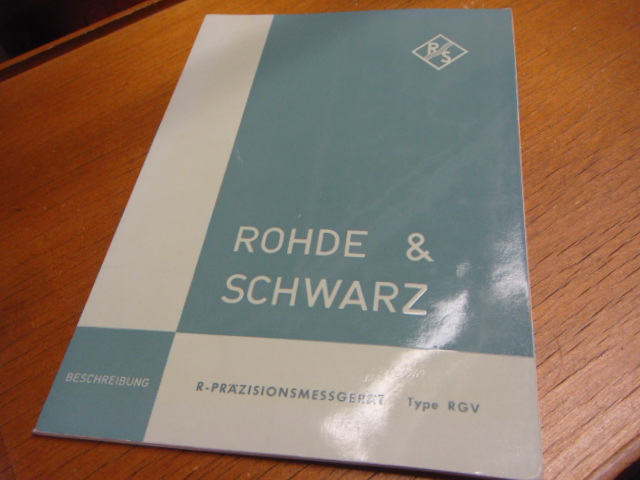 R&S
ROHDE &
SCHWARZ
BESCHREIBUNG
R-PRÄZISIONSMESSGERÄT Type RGV